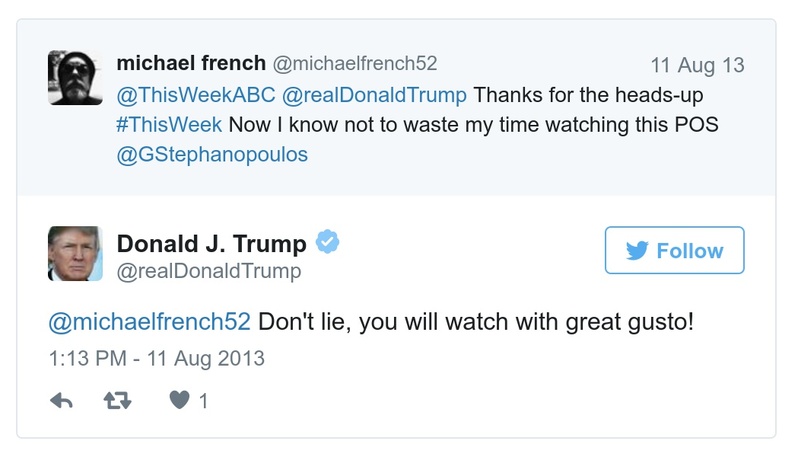 michael french @michaelfrench52 11 Aug 13
@ThisWeekABC @realDonaldTrump Thanks for the heads-up
#ThisWeek Now I know not to waste my time watching this POS
@GStephanopoulos
Donald J. Trump
@realDonaldTrump
Follow
@michaelfrench52 Don't lie, you will watch with great gusto!
1:13 PM - 11 Aug 2013
1